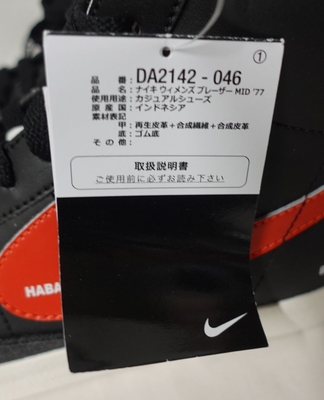 ①
品番: DA2142 - 046
品名: ナイキ ウィメンズ ブレーザー MID '77
使用用途: カジュアルシューズ
原産国: インドネシア
素材表記
甲: 再生皮革＋合成繊維＋合成皮革
底: ゴム底
その他:
取扱説明書
ご使用前に必ずお読み下さい
HABA